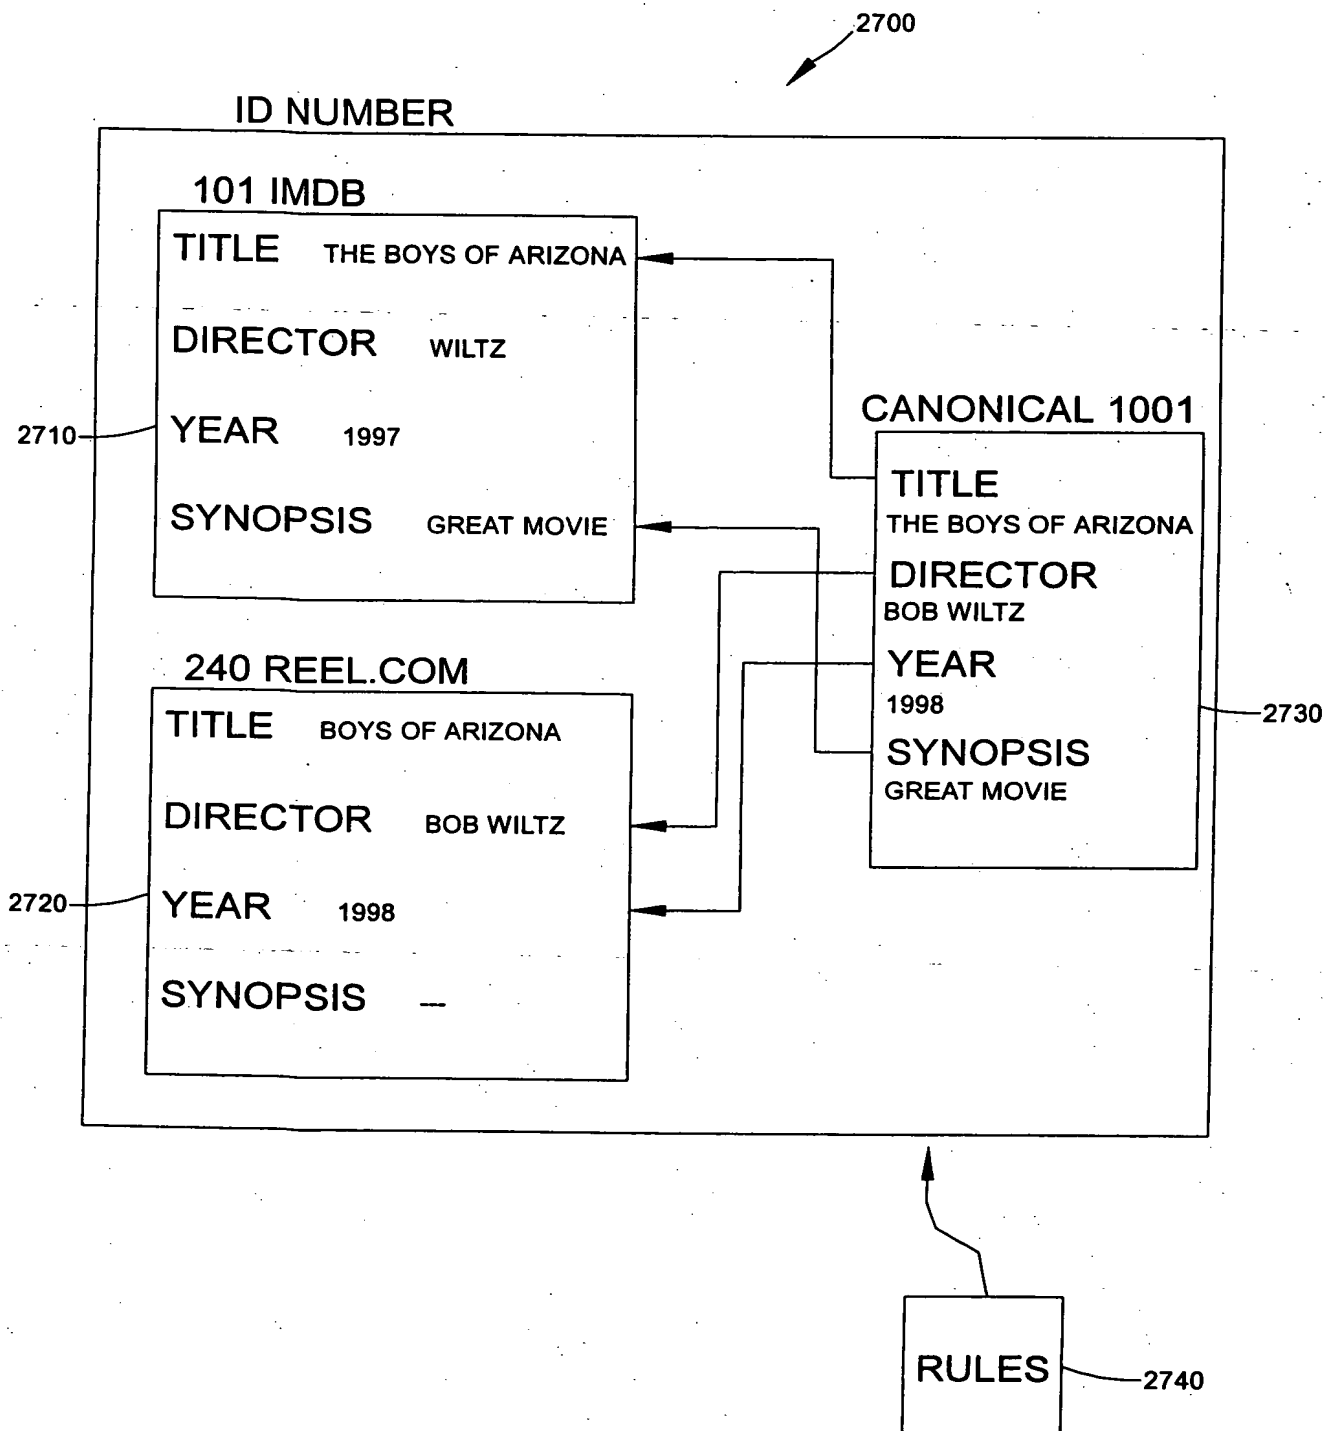 2700
ID NUMBER
101 IMDB
TITLE THE BOYS OF ARIZONA
DIRECTOR WILTZ
2710 YEAR 1997
SYNOPSIS GREAT MOVIE
240 REEL.COM
TITLE BOYS OF ARIZONA
DIRECTOR BOB WILTZ
2720 YEAR 1998
SYNOPSIS —
CANONICAL 1001
TITLE
THE BOYS OF ARIZONA
DIRECTOR
BOB WILTZ
YEAR
1998
2730
SYNOPSIS
GREAT MOVIE
RULES
2740